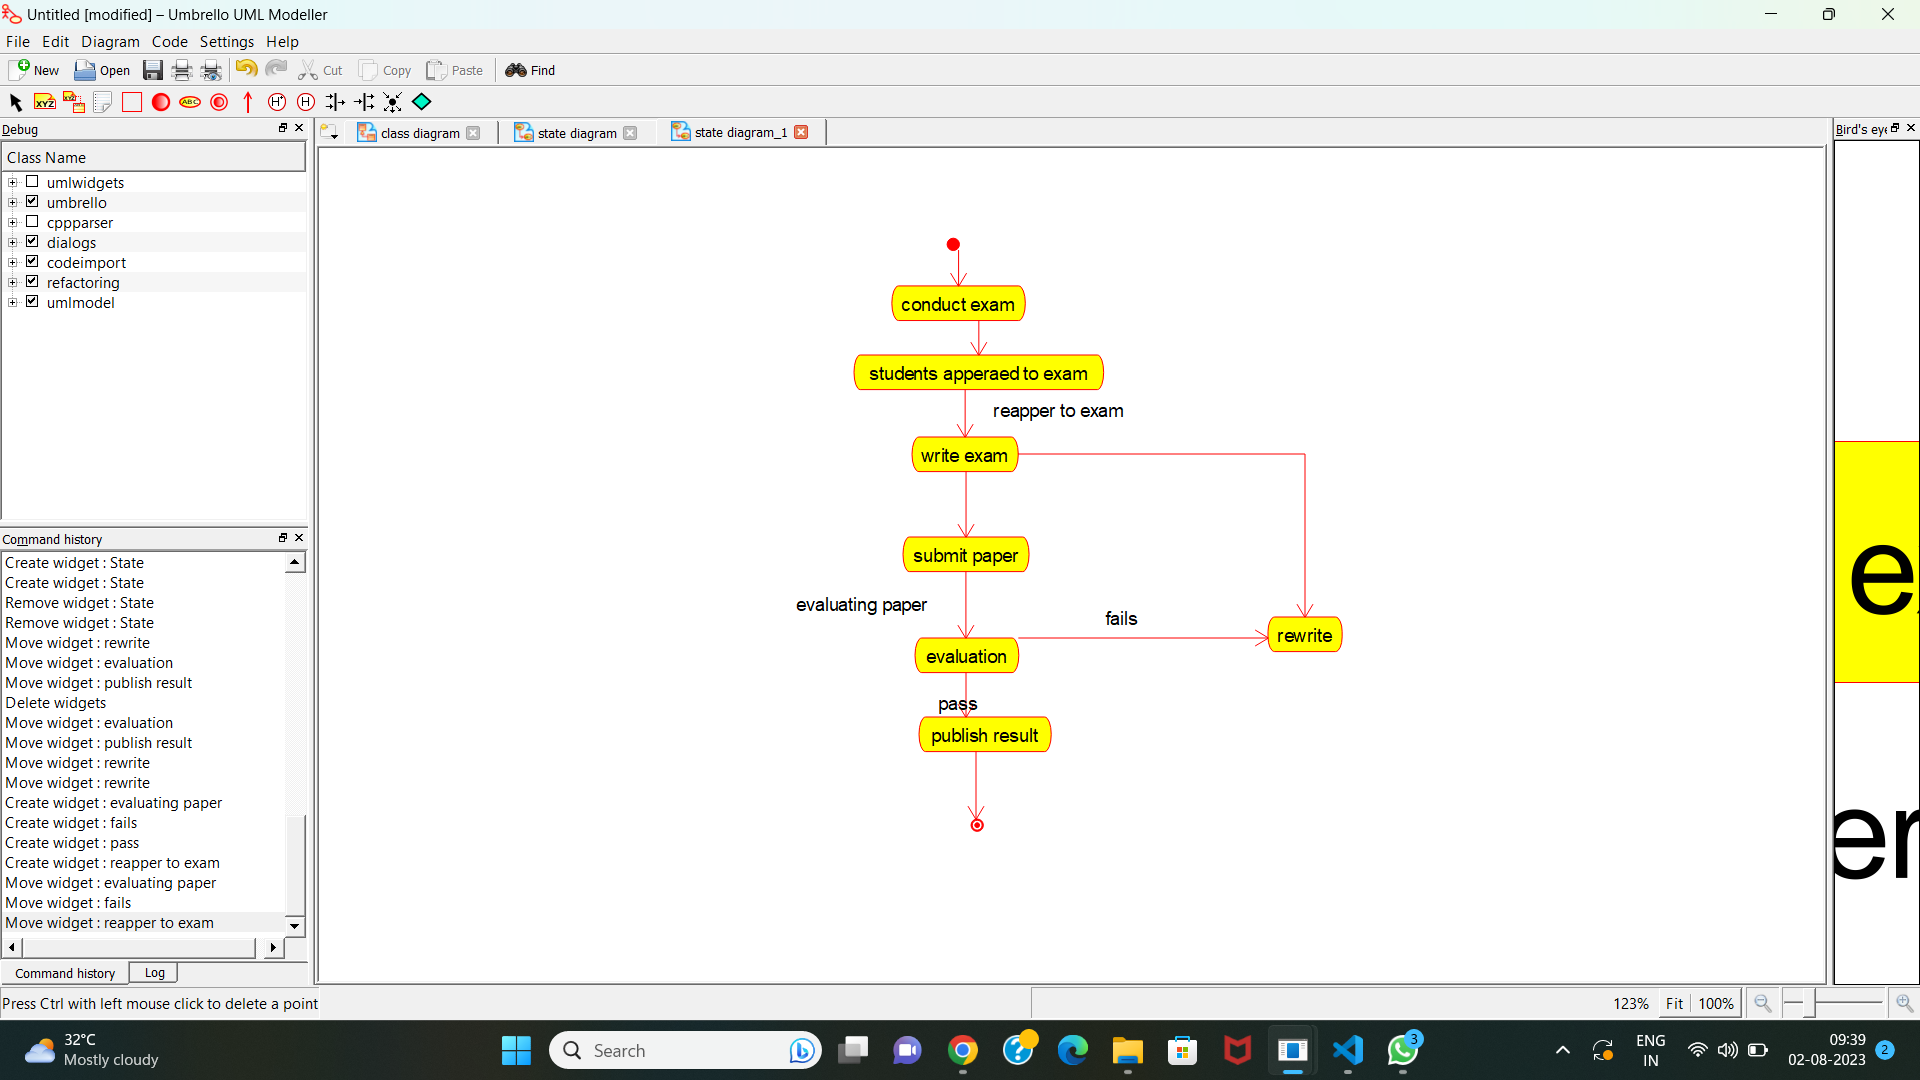 Untitled [modified] – Umbrello UML Modeller
File Edit Diagram Code Settings Help
New Open Cut Copy Paste Find
XYZ XYZ ABC H* H
Debug
Class Name
umlwidgets
umbrello
cppparser
dialogs
codeimport
refactoring
umlmodel
Command history
Create widget : State
Create widget : State
Remove widget : State
Remove widget : State
Move widget : rewrite
Move widget : evaluation
Move widget : publish result
Delete widgets
Move widget : evaluation
Move widget : publish result
Move widget : rewrite
Move widget : rewrite
Create widget : evaluating paper
Create widget : fails
Create widget : pass
Create widget : reapper to exam
Move widget : evaluating paper
Move widget : fails
Move widget : reapper to exam
Command history Log
class diagram state diagram state diagram_1
conduct exam
students apperaed to exam
reapper to exam
write exam
submit paper
evaluating paper
fails
rewrite
evaluation
pass
publish result
Bird's eye
e
er
Press Ctrl with left mouse click to delete a point
123% Fit 100%
32°C
Mostly cloudy
Search
3
ENG
IN
09:39
02-08-2023
2